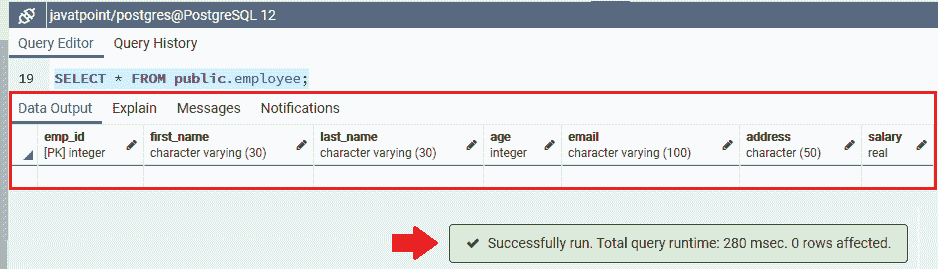 javatpoint/postgres@PostgreSQL 12
Query Editor Query History
19 SELECT * FROM public.employee;
Data Output Explain Messages Notifications
emp_id first_name last_name age email address salary
[PK] integer character varying (30) character varying (30) integer character varying (100) character (50) real
Successfully run. Total query runtime: 280 msec. 0 rows affected.